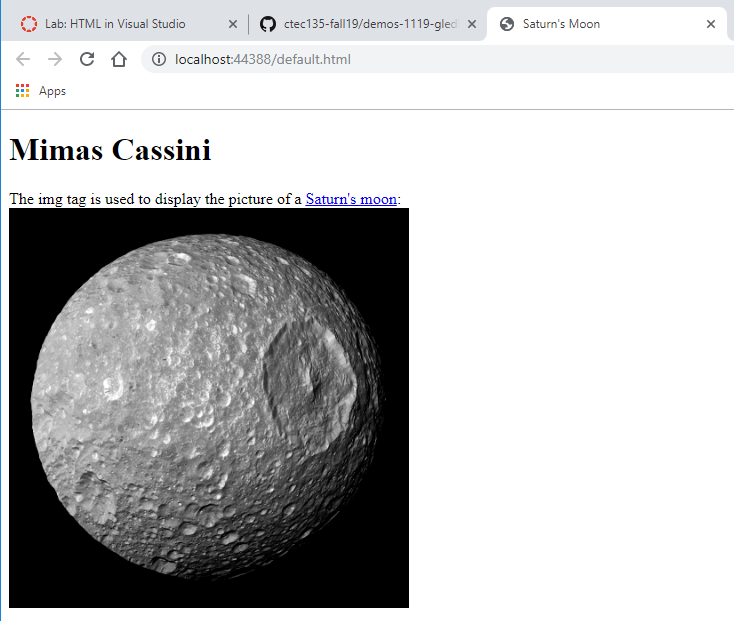 Lab: HTML in Visual Studio
ctec135-fall19/demos-1119-gled
Saturn's Moon
localhost:44388/default.html
Apps
Mimas Cassini
The img tag is used to display the picture of a Saturn's moon: